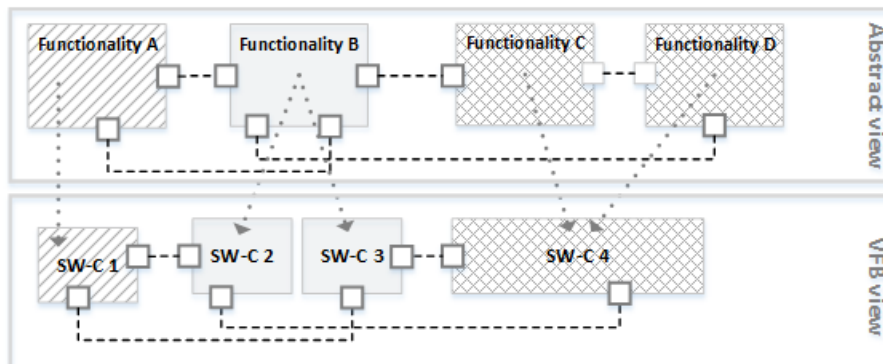 Functionality A
Functionality B
Functionality C
Functionality D
Abstract view
SW-C 1
SW-C 2
SW-C 3
SW-C 4
VFB view